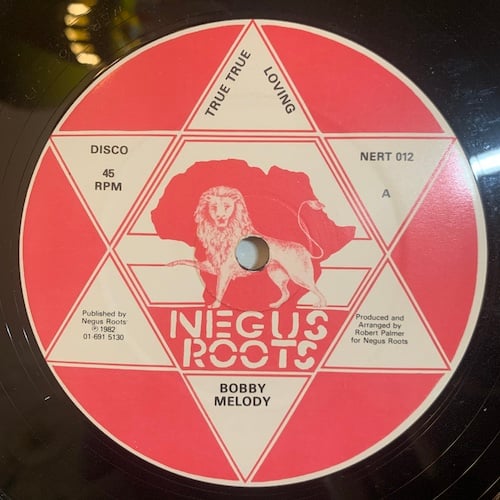 TRUE TRUE
LOVING
DISCO
45
RPM
NERT 012
A
NEGUS
ROOTS
Published by
Negus Roots
℗ 1982
01-691 5130
Produced and
Arranged by
Robert Palmer
for Negus Roots
BOBBY
MELODY